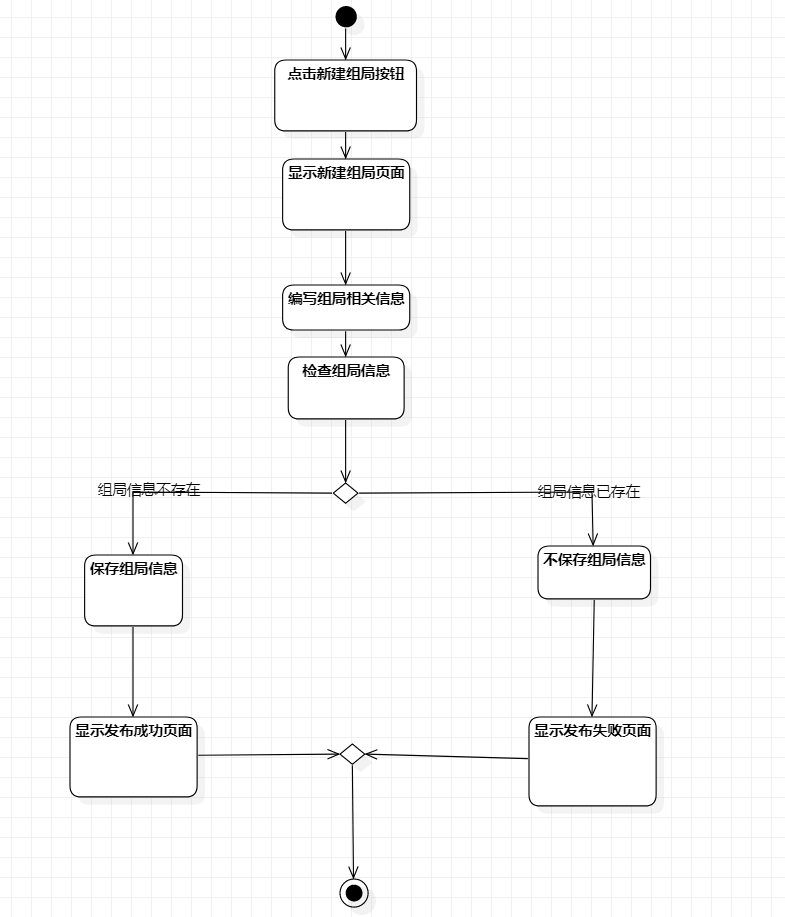 点击新建组局按钮
显示新建组局页面
编写组局相关信息
检查组局信息
组局信息不存在
组局信息已存在
保存组局信息
不保存组局信息
显示发布成功页面
显示发布失败页面